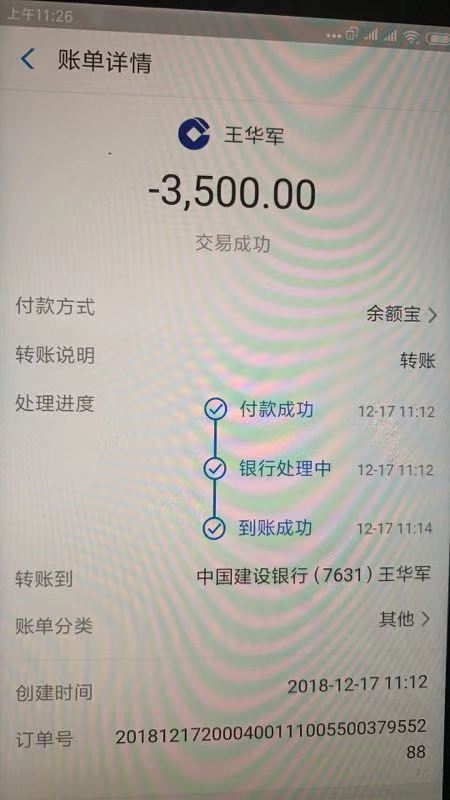 上午11:26
账单详情
王华军
-3,500.00
交易成功
付款方式 余额宝
转账说明 转账
处理进度 付款成功 12-17 11:12
银行处理中 12-17 11:12
到账成功 12-17 11:14
转账到 中国建设银行（7631）王华军
账单分类 其他
创建时间 2018-12-17 11:12
订单号 20181217200040011100550037955288